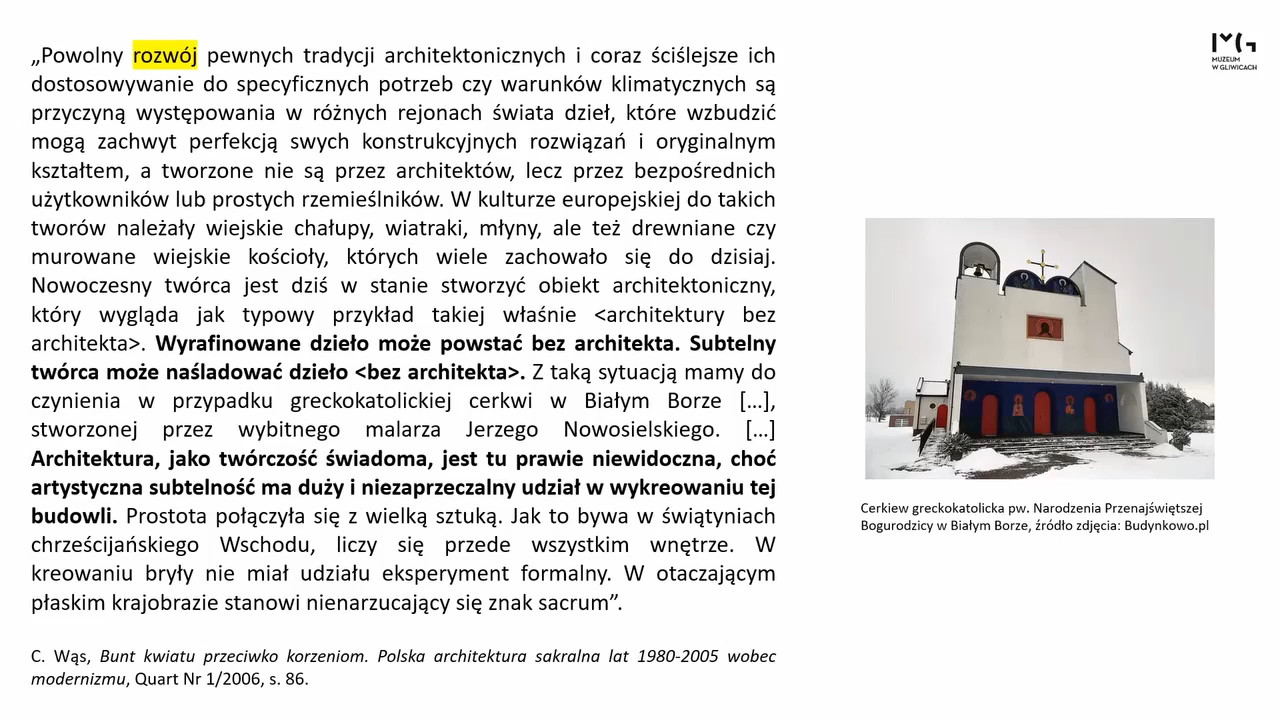 „Powolny rozwój pewnych tradycji architektonicznych i coraz ściślejsze ich
dostosowywanie do specyficznych potrzeb czy warunków klimatycznych są
przyczyną występowania w różnych rejonach świata dzieł, które wzbudzić
mogą zachwyt perfekcją swych konstrukcyjnych rozwiązań i oryginalnym
kształtem, a tworzone nie są przez architektów, lecz przez bezpośrednich
użytkowników lub prostych rzemieślników. W kulturze europejskiej do takich
tworów należały wiejskie chałupy, wiatraki, młyny, ale też drewniane czy
murowane wiejskie kościoły, których wiele zachowało się do dzisiaj.
Nowoczesny twórca jest dziś w stanie stworzyć obiekt architektoniczny,
który wygląda jak typowy przykład takiej właśnie <architektury bez
architekta>. Wyrafinowane dzieło może powstać bez architekta. Subtelny
twórca może naśladować dzieło <bez architekta>. Z taką sytuacją mamy do
czynienia w przypadku greckokatolickiej cerkwi w Białym Borze […],
stworzonej przez wybitnego malarza Jerzego Nowosielskiego. […]
Architektura, jako twórczość świadoma, jest tu prawie niewidoczna, choć
artystyczna subtelność ma duży i niezaprzeczalny udział w wykreowaniu tej
budowli. Prostota połączyła się z wielką sztuką. Jak to bywa w świątyniach
chrześcijańskiego Wschodu, liczy się przede wszystkim wnętrze. W
kreowaniu bryły nie miał udziału eksperyment formalny. W otaczającym
płaskim krajobrazie stanowi nienarzucający się znak sacrum”.
C. Wąs, Bunt kwiatu przeciwko korzeniom. Polska architektura sakralna lat 1980-2005 wobec
modernizmu, Quart Nr 1/2006, s. 86.
MG
MUZEUM
W GLIWICACH
Cerkiew greckokatolicka pw. Narodzenia Przenajświętszej
Bogurodzicy w Białym Borze, źródło zdjęcia: Budynkowo.pl